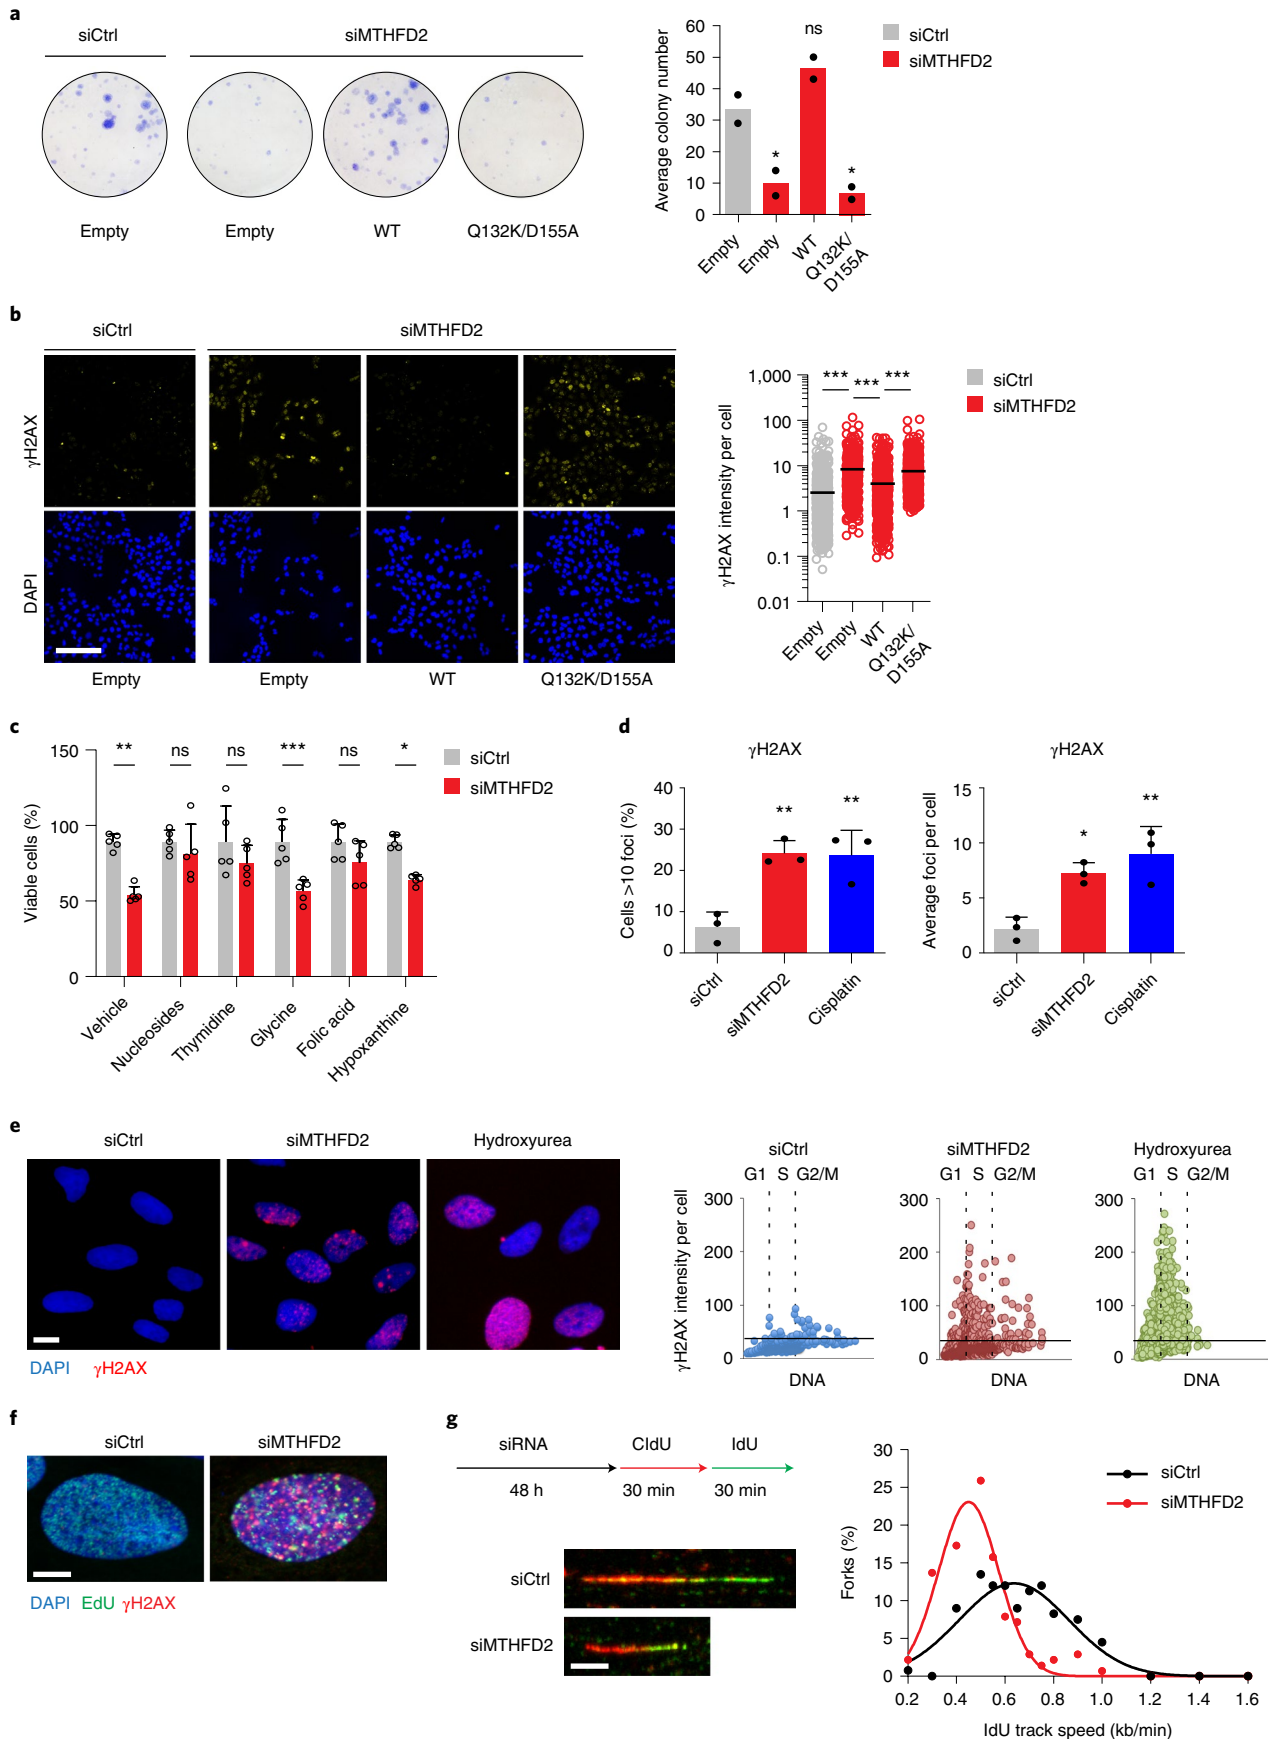 a
siCtrl
siMTHFD2
Empty
Empty
WT
Q132K/D155A
Average colony number
60
50
40
30
20
10
0
ns
*
*
Empty
Empty
WT
Q132K/
D155A
siCtrl
siMTHFD2
b
siCtrl
siMTHFD2
γH2AX
DAPI
Empty
Empty
WT
Q132K/D155A
γH2AX intensity per cell
1,000
100
10
1
0.1
0.01
***
***
***
Empty
Empty
WT
Q132K/
D155A
siCtrl
siMTHFD2
c
Viable cells (%)
150
100
50
0
**
ns
ns
***
ns
*
Vehicle
Nucleosides
Thymidine
Glycine
Folic acid
Hypoxanthine
siCtrl
siMTHFD2
d
γH2AX
Cells >10 foci (%)
40
30
20
10
0
**
**
siCtrl
siMTHFD2
Cisplatin
γH2AX
Average foci per cell
15
10
5
0
*
**
siCtrl
siMTHFD2
Cisplatin
e
siCtrl
siMTHFD2
Hydroxyurea
DAPI γH2AX
γH2AX intensity per cell
siCtrl
G1 S G2/M
300
200
100
0
DNA
siMTHFD2
G1 S G2/M
300
200
100
0
DNA
Hydroxyurea
G1 S G2/M
300
200
100
0
DNA
f
siCtrl
siMTHFD2
DAPI EdU γH2AX
g
siRNA
CldU
IdU
48 h
30 min
30 min
siCtrl
siMTHFD2
Forks (%)
30
25
20
15
10
5
0
siCtrl
siMTHFD2
0.2
0.4
0.6
0.8
1.0
1.2
1.4
1.6
IdU track speed (kb/min)